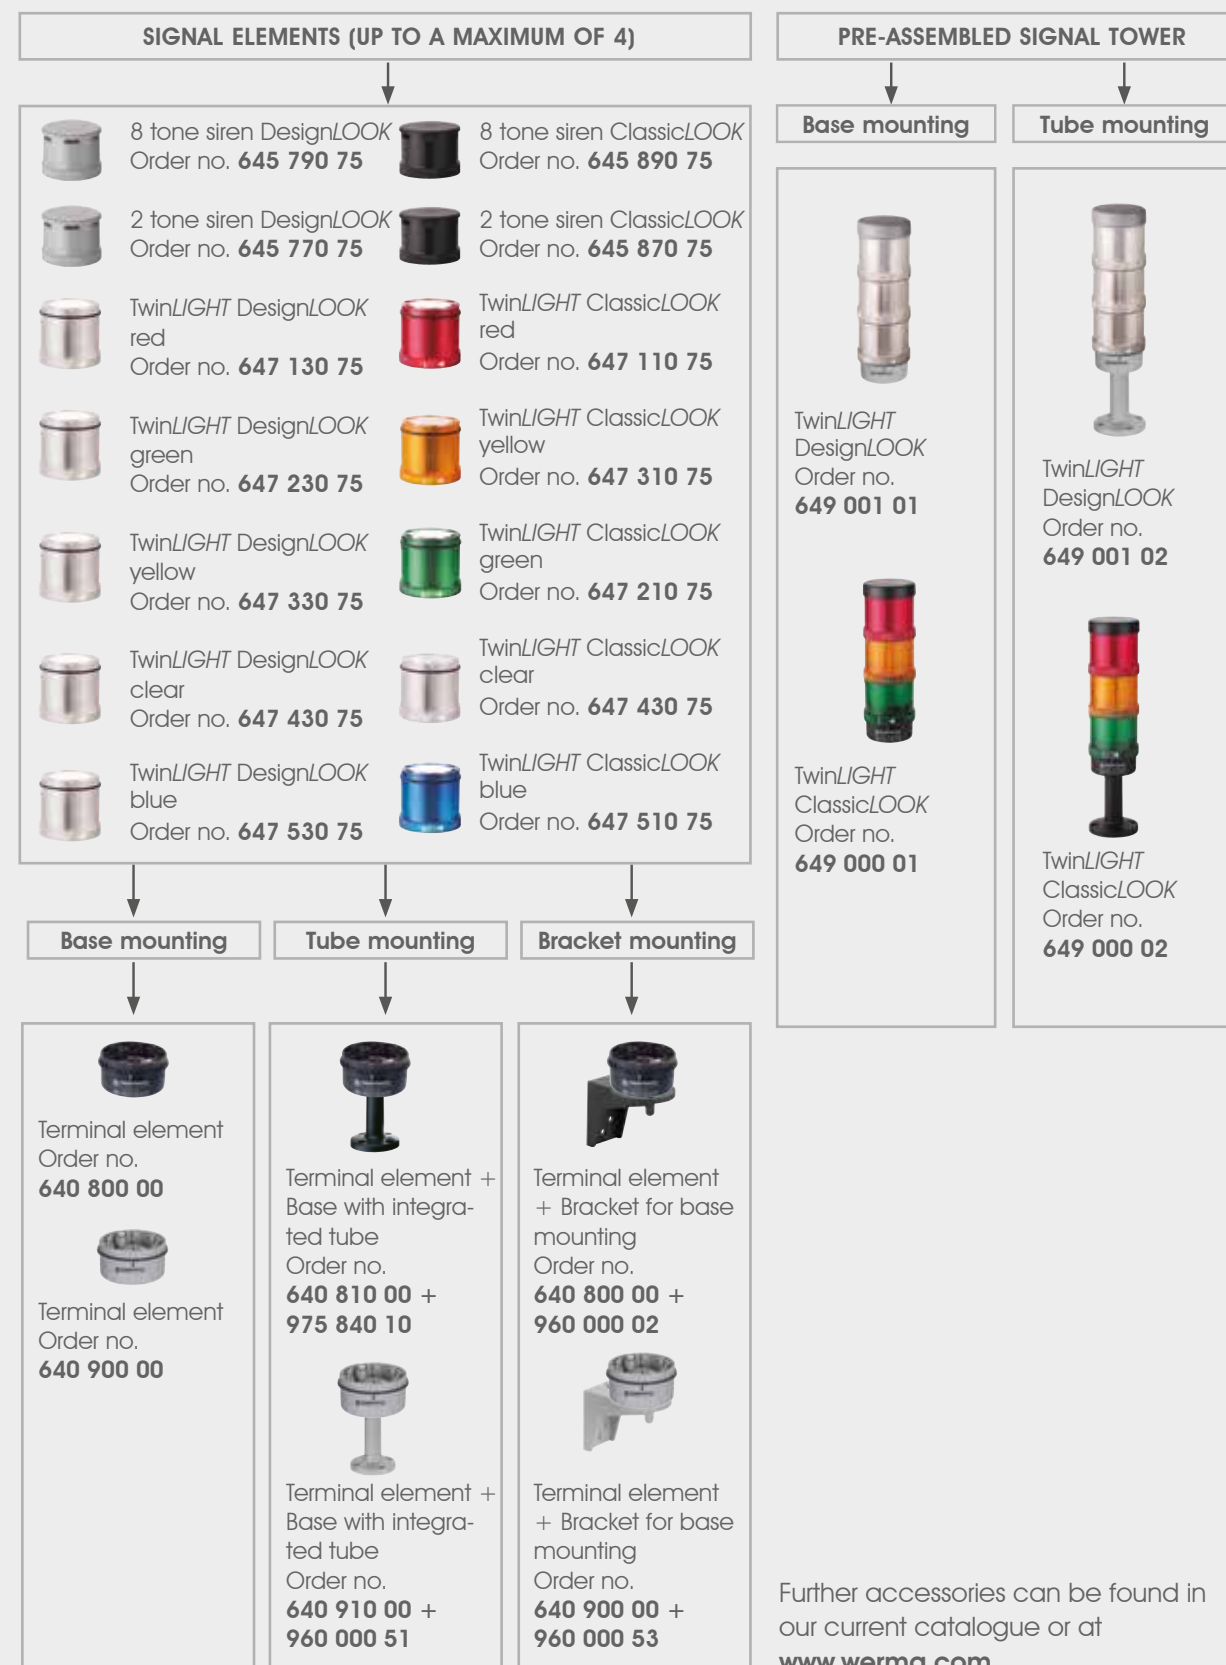 SIGNAL ELEMENTS (UP TO A MAXIMUM OF 4)
8 tone siren DesignLOOK
Order no. 645 790 75
8 tone siren ClassicLOOK
Order no. 645 890 75
2 tone siren DesignLOOK
Order no. 645 770 75
2 tone siren ClassicLOOK
Order no. 645 870 75
TwinLIGHT DesignLOOK
red
Order no. 647 130 75
TwinLIGHT ClassicLOOK
red
Order no. 647 110 75
TwinLIGHT DesignLOOK
green
Order no. 647 230 75
TwinLIGHT ClassicLOOK
yellow
Order no. 647 310 75
TwinLIGHT DesignLOOK
yellow
Order no. 647 330 75
TwinLIGHT ClassicLOOK
green
Order no. 647 210 75
TwinLIGHT DesignLOOK
clear
Order no. 647 430 75
TwinLIGHT ClassicLOOK
clear
Order no. 647 430 75
TwinLIGHT DesignLOOK
blue
Order no. 647 530 75
TwinLIGHT ClassicLOOK
blue
Order no. 647 510 75
Base mounting
Terminal element
Order no.
640 800 00
Terminal element
Order no.
640 900 00
Tube mounting
Terminal element +
Base with integra-
ted tube
Order no.
640 810 00 +
975 840 10
Terminal element +
Base with integra-
ted tube
Order no.
640 910 00 +
960 000 51
Bracket mounting
Terminal element
+ Bracket for base
mounting
Order no.
640 800 00 +
960 000 02
Terminal element
+ Bracket for base
mounting
Order no.
640 900 00 +
960 000 53
PRE-ASSEMBLED SIGNAL TOWER
Base mounting
TwinLIGHT
DesignLOOK
Order no.
649 001 01
TwinLIGHT
ClassicLOOK
Order no.
649 000 01
Tube mounting
TwinLIGHT
DesignLOOK
Order no.
649 001 02
TwinLIGHT
ClassicLOOK
Order no.
649 000 02
Further accessories can be found in
our current catalogue or at
www.werma.com